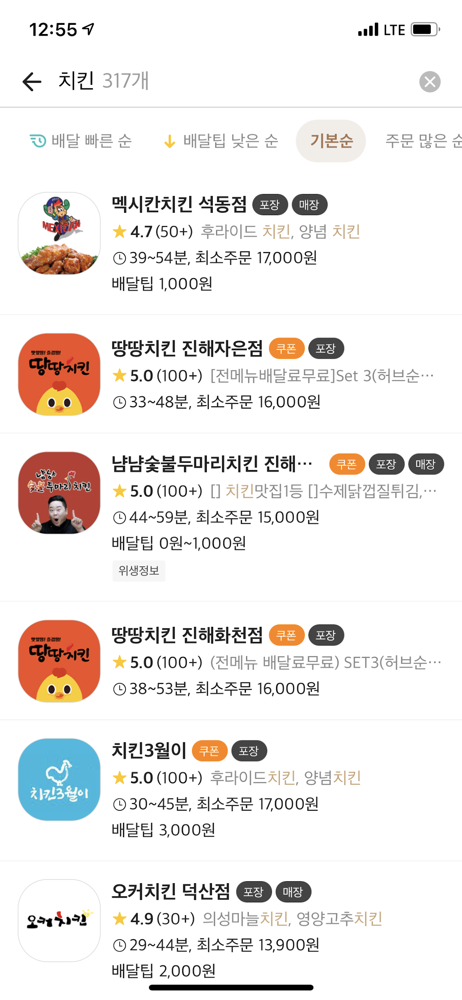 12:55 LTE
치킨 317개
배달 빠른 순 배달팁 낮은 순 기본순 주문 많은 순
MEXICAN
멕시칸치킨 석동점 포장 매장
4.7(50+) 후라이드 치킨, 양념 치킨
39~54분, 최소주문 17,000원
배달팁 1,000원
맛있땅! 즐겁땅!
땅땅치킨
땅땅치킨 진해자은점 쿠폰 포장
5.0(100+) [전메뉴배달료무료]Set 3(허브순…
33~48분, 최소주문 16,000원
냠냠
숯불두마리치킨
냠냠숯불두마리치킨 진해… 쿠폰 포장 매장
5.0(100+) [] 치킨맛집1등 []수제닭껍질튀김,…
44~59분, 최소주문 15,000원
배달팁 0원~1,000원
위생정보
맛있땅! 즐겁땅!
땅땅치킨
땅땅치킨 진해화천점 쿠폰 포장
5.0(100+) (전메뉴 배달료무료) SET3(허브순…
38~53분, 최소주문 16,000원
치킨3월이
치킨3월이 쿠폰 포장
5.0(100+) 후라이드치킨, 양념치킨
30~45분, 최소주문 17,000원
배달팁 3,000원
오커치킨
오커치킨 덕산점 포장 매장
4.9(30+) 의성마늘치킨, 영양고추치킨
29~44분, 최소주문 13,900원
배달팁 2,000원